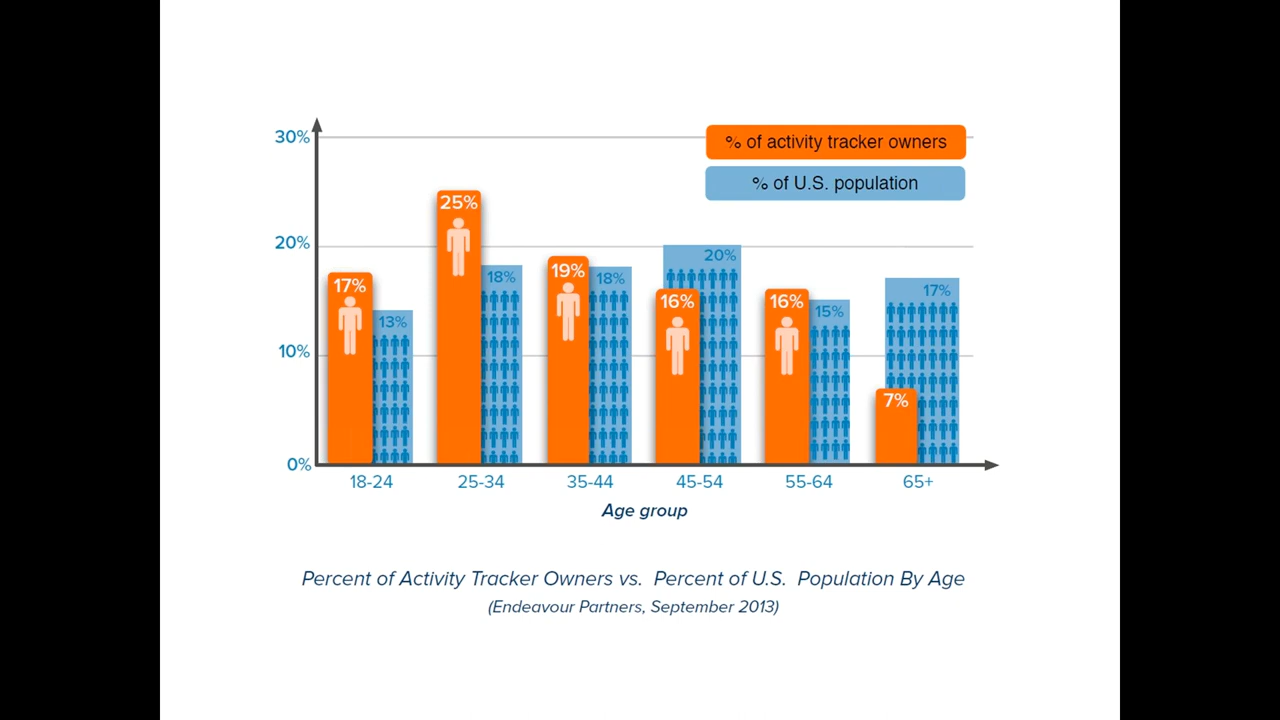 30%
% of activity tracker owners
% of U.S. population
25%
20%
20%
17%
18%
19%
18%
16%
16%
17%
13%
15%
10%
7%
0%
18-24 25-34 35-44 45-54 55-64 65+
Age group
Percent of Activity Tracker Owners vs. Percent of U.S. Population By Age
(Endeavour Partners, September 2013)